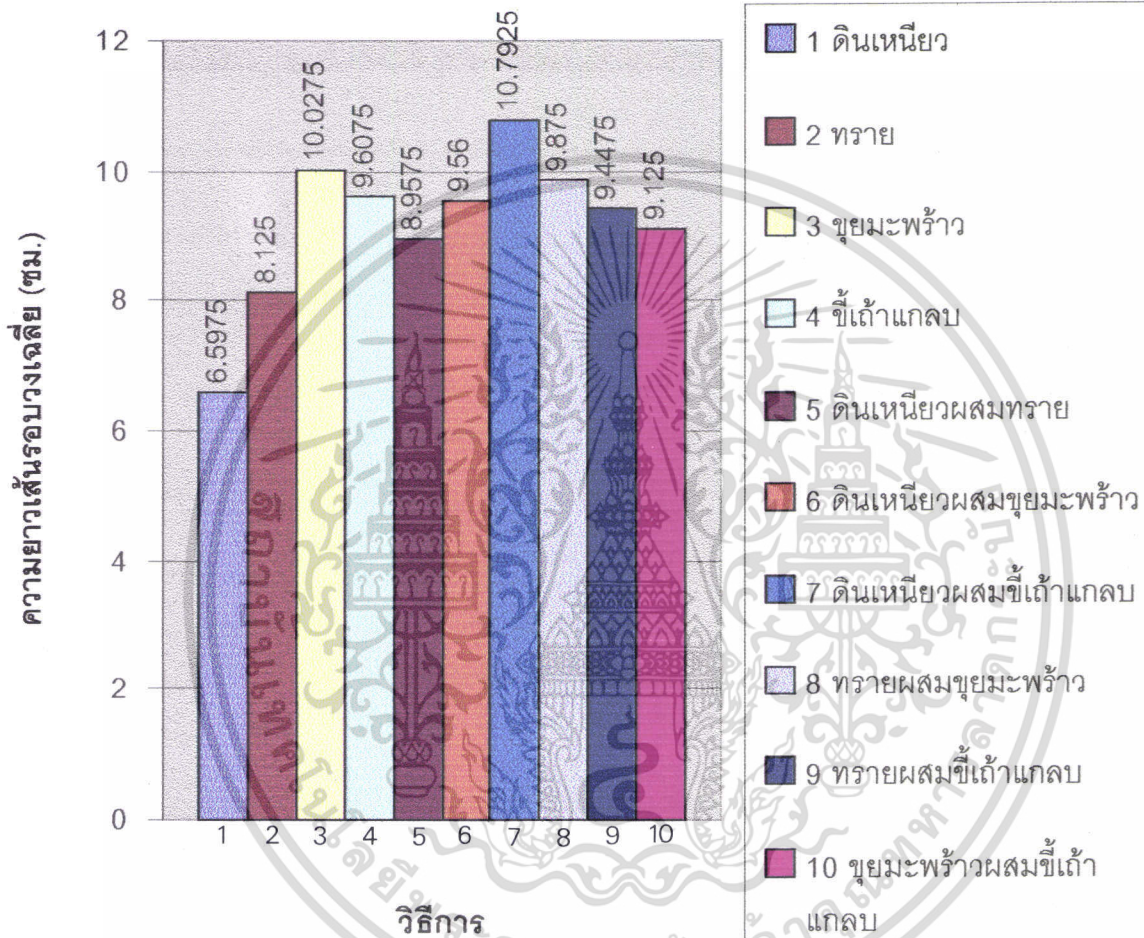 ความยาวเส้นรอบวงเฉลี่ย (ซม.)
12
10
8
6
4
2
0
6.5975
8.125
10.0275
9.6075
8.9575
9.56
10.7925
9.875
9.4475
9.125
1 2 3 4 5 6 7 8 9 10
วิธีการ
1 ดินเหนียว
2 ทราย
3 ขุยมะพร้าว
4 ขี้เถ้าแกลบ
5 ดินเหนียวผสมทราย
6 ดินเหนียวผสมขุยมะพร้าว
7 ดินเหนียวผสมขี้เถ้าแกลบ
8 ทรายผสมขุยมะพร้าว
9 ทรายผสมขี้เถ้าแกลบ
10 ขุยมะพร้าวผสมขี้เถ้า
แกลบ